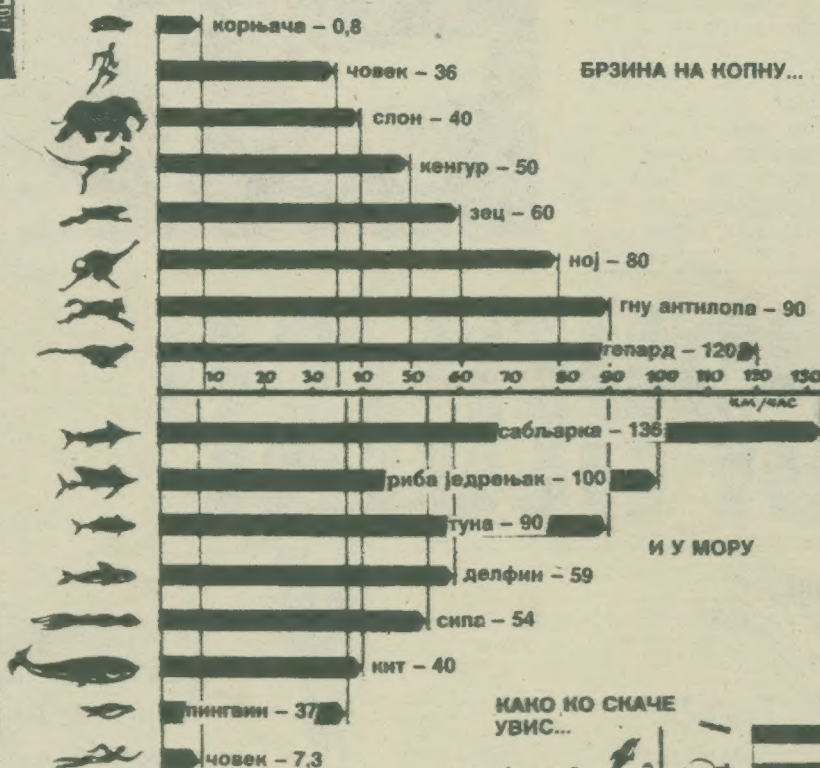 корњача – 0,8
БРЗИНА НА КОПНУ...
човек – 36
слон – 40
кенгур – 50
зец – 60
ној – 80
гну антилопа – 90
гепард – 120
10 20 30 40 50 60 70 80 90 100 110 120 130
КМ/ЧАС
сабљарка – 136
риба једрењак – 100
туна – 90
И У МОРУ
делфин – 59
сипа – 54
кит – 40
пингвин – 37
КАКО КО СКАЧЕ
УВИС...
човек – 7,3